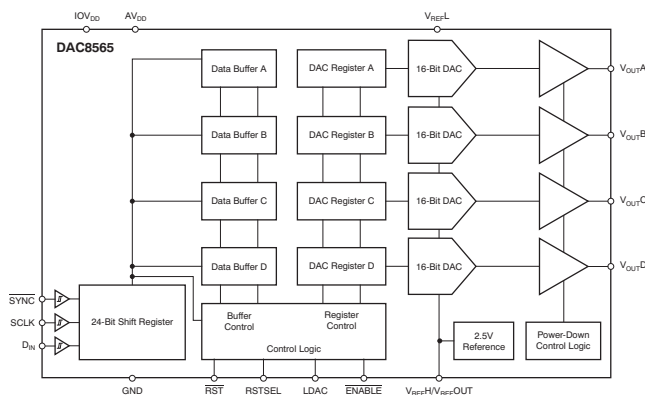 IOVDD AVDD VREFL
DAC8565
Data Buffer A DAC Register A 16-Bit DAC VOUTA
Data Buffer B DAC Register B 16-Bit DAC VOUTB
Data Buffer C DAC Register C 16-Bit DAC VOUTC
Data Buffer D DAC Register D 16-Bit DAC VOUTD
SYNC
SCLK 24-Bit Shift Register
DIN
Buffer Control
Register Control
Control Logic
2.5V Reference
Power-Down Control Logic
GND RST RSTSEL LDAC ENABLE VREFH/VREFOUT